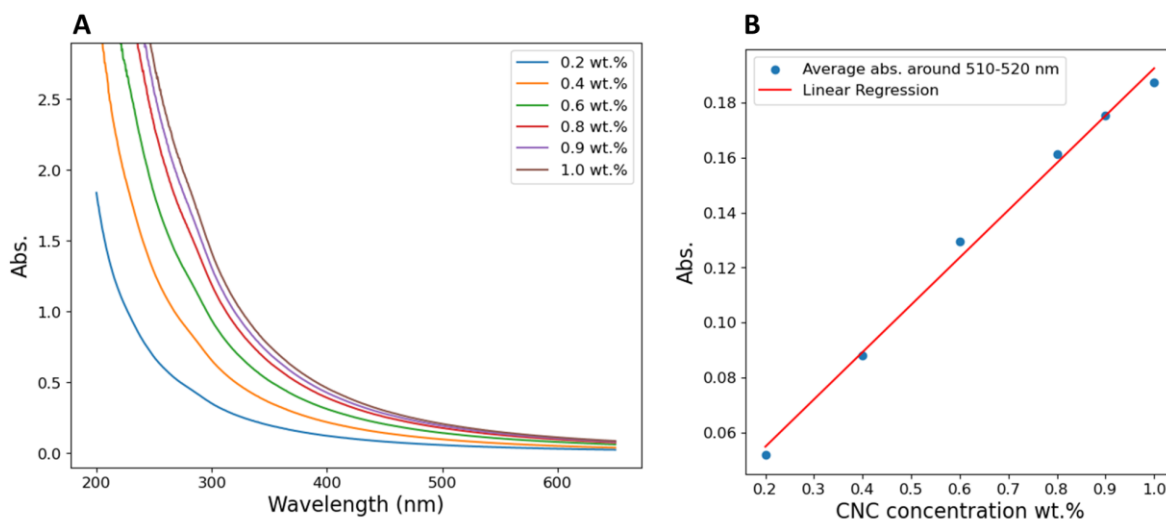 A
Abs.
2.5
2.0
1.5
1.0
0.5
0.0
200
300
400
500
600
Wavelength (nm)
0.2 wt.%
0.4 wt.%
0.6 wt.%
0.8 wt.%
0.9 wt.%
1.0 wt.%
B
Abs.
0.18
0.16
0.14
0.12
0.10
0.08
0.06
0.2
0.3
0.4
0.5
0.6
0.7
0.8
0.9
1.0
CNC concentration wt.%
Average abs. around 510-520 nm
Linear Regression